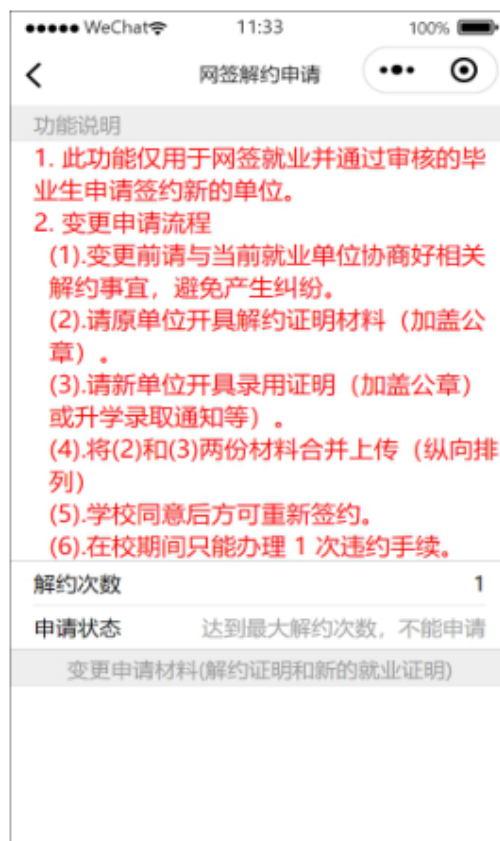 WeChat 11:33 100%
网签解约申请
功能说明
1. 此功能仅用于网签就业并通过审核的毕
业生申请签约新的单位。
2. 变更申请流程
(1).变更前请与当前就业单位协商好相关
解约事宜，避免产生纠纷。
(2).请原单位开具解约证明材料（加盖公
章）。
(3).请新单位开具录用证明（加盖公章）
或升学录取通知等）。
(4).将(2)和(3)两份材料合并上传（纵向排
列）
(5).学校同意后方可重新签约。
(6).在校期间只能办理 1 次违约手续。
解约次数 1
申请状态 达到最大解约次数，不能申请
变更申请材料(解约证明和新的就业证明)